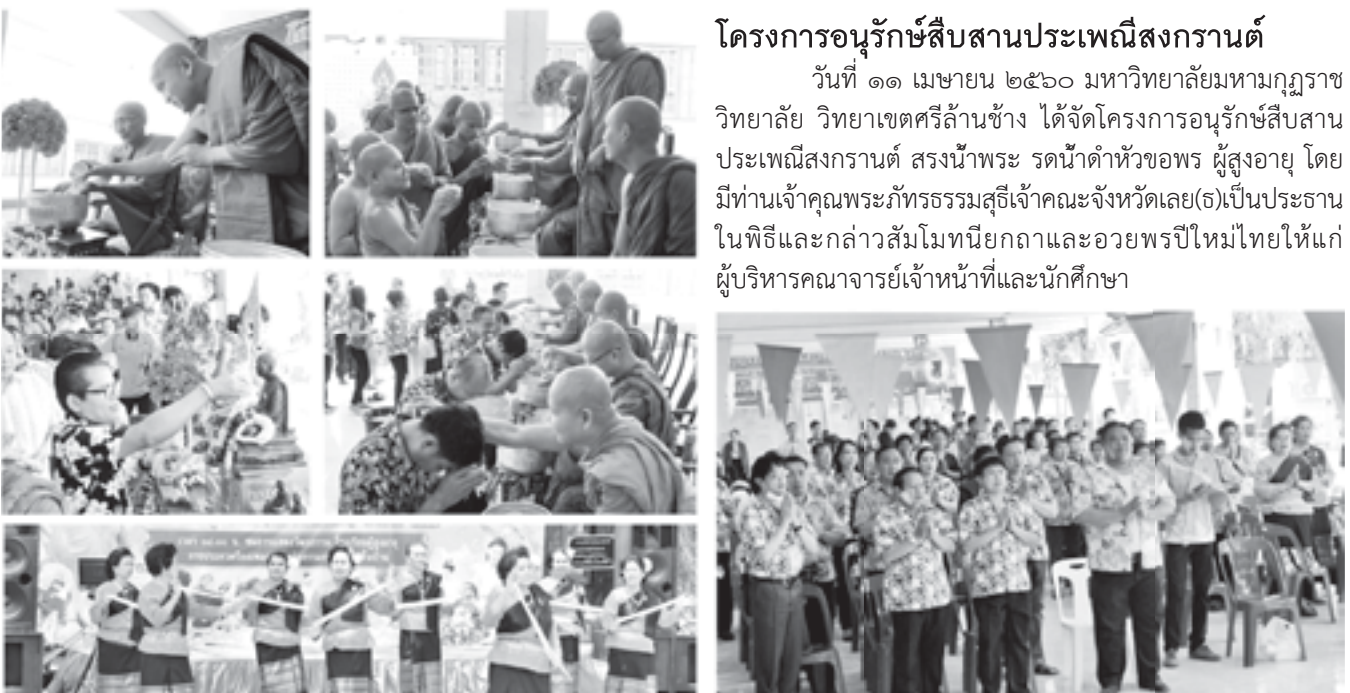 โครงการอนุรักษ์สืบสานประเพณีสงกรานต์
วันที่ ๑๑ เมษายน ๒๕๖๐ มหาวิทยาลัยมหามกุฏราช
วิทยาลัย วิทยาเขตศรีล้านช้าง ได้จัดโครงการอนุรักษ์สืบสาน
ประเพณีสงกรานต์ สรงน้ำพระ รดน้ำดำหัวขอพร ผู้สูงอายุ โดย
มีท่านเจ้าคุณพระภัทรธรรมสุธีเจ้าคณะจังหวัดเลย(ธ)เป็นประธาน
ในพิธีและกล่าวสัมโมทนียกถาและอวยพรปีใหม่ไทยให้แก่
ผู้บริหารคณาจารย์เจ้าหน้าที่และนักศึกษา